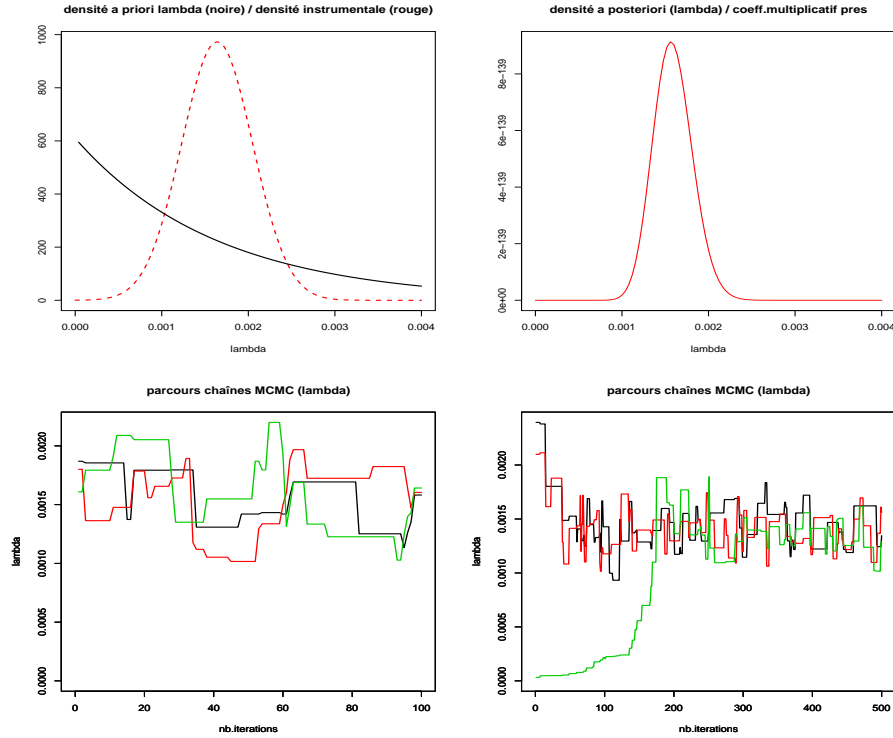 densité a priori lambda (noire) / densité instrumentale (rouge)
1000
800
600
400
200
0
0.000 0.001 0.002 0.003 0.004
lambda
densité a posteriori (lambda) / coeff.multiplicatif pres
8e−139
6e−139
4e−139
2e−139
0e+00
0.000 0.001 0.002 0.003 0.004
lambda
parcours chaînes MCMC (lambda)
lambda
0.0020
0.0015
0.0010
0.0005
0.0000
0 20 40 60 80 100
nb.iterations
parcours chaînes MCMC (lambda)
lambda
0.0020
0.0015
0.0010
0.0005
0.0000
0 100 200 300 400 500
nb.iterations